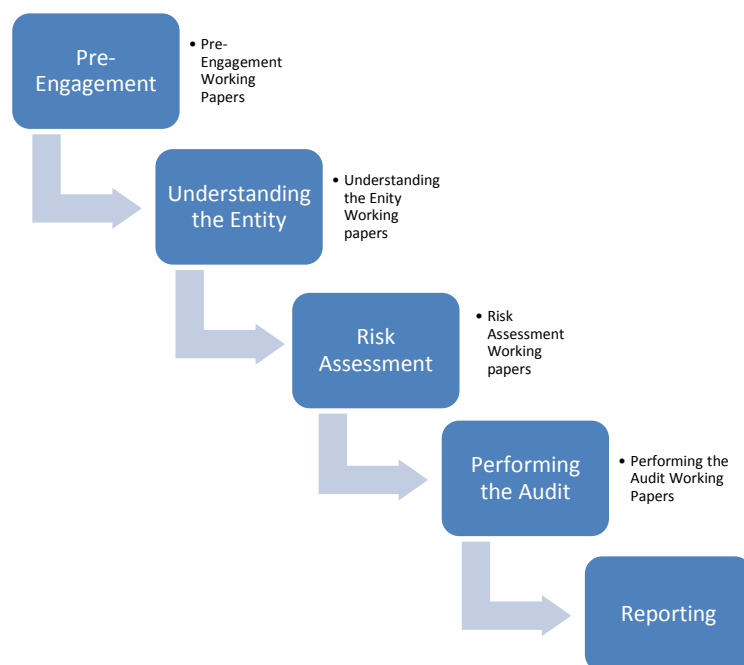 Pre-
Engagement
• Pre-
Engagement
Working
Papers
Understanding
the Entity
• Understanding
the Enity
Working
papers
Risk
Assessment
• Risk
Assessment
Working
papers
Performing
the Audit
• Performing the
Audit Working
Papers
Reporting